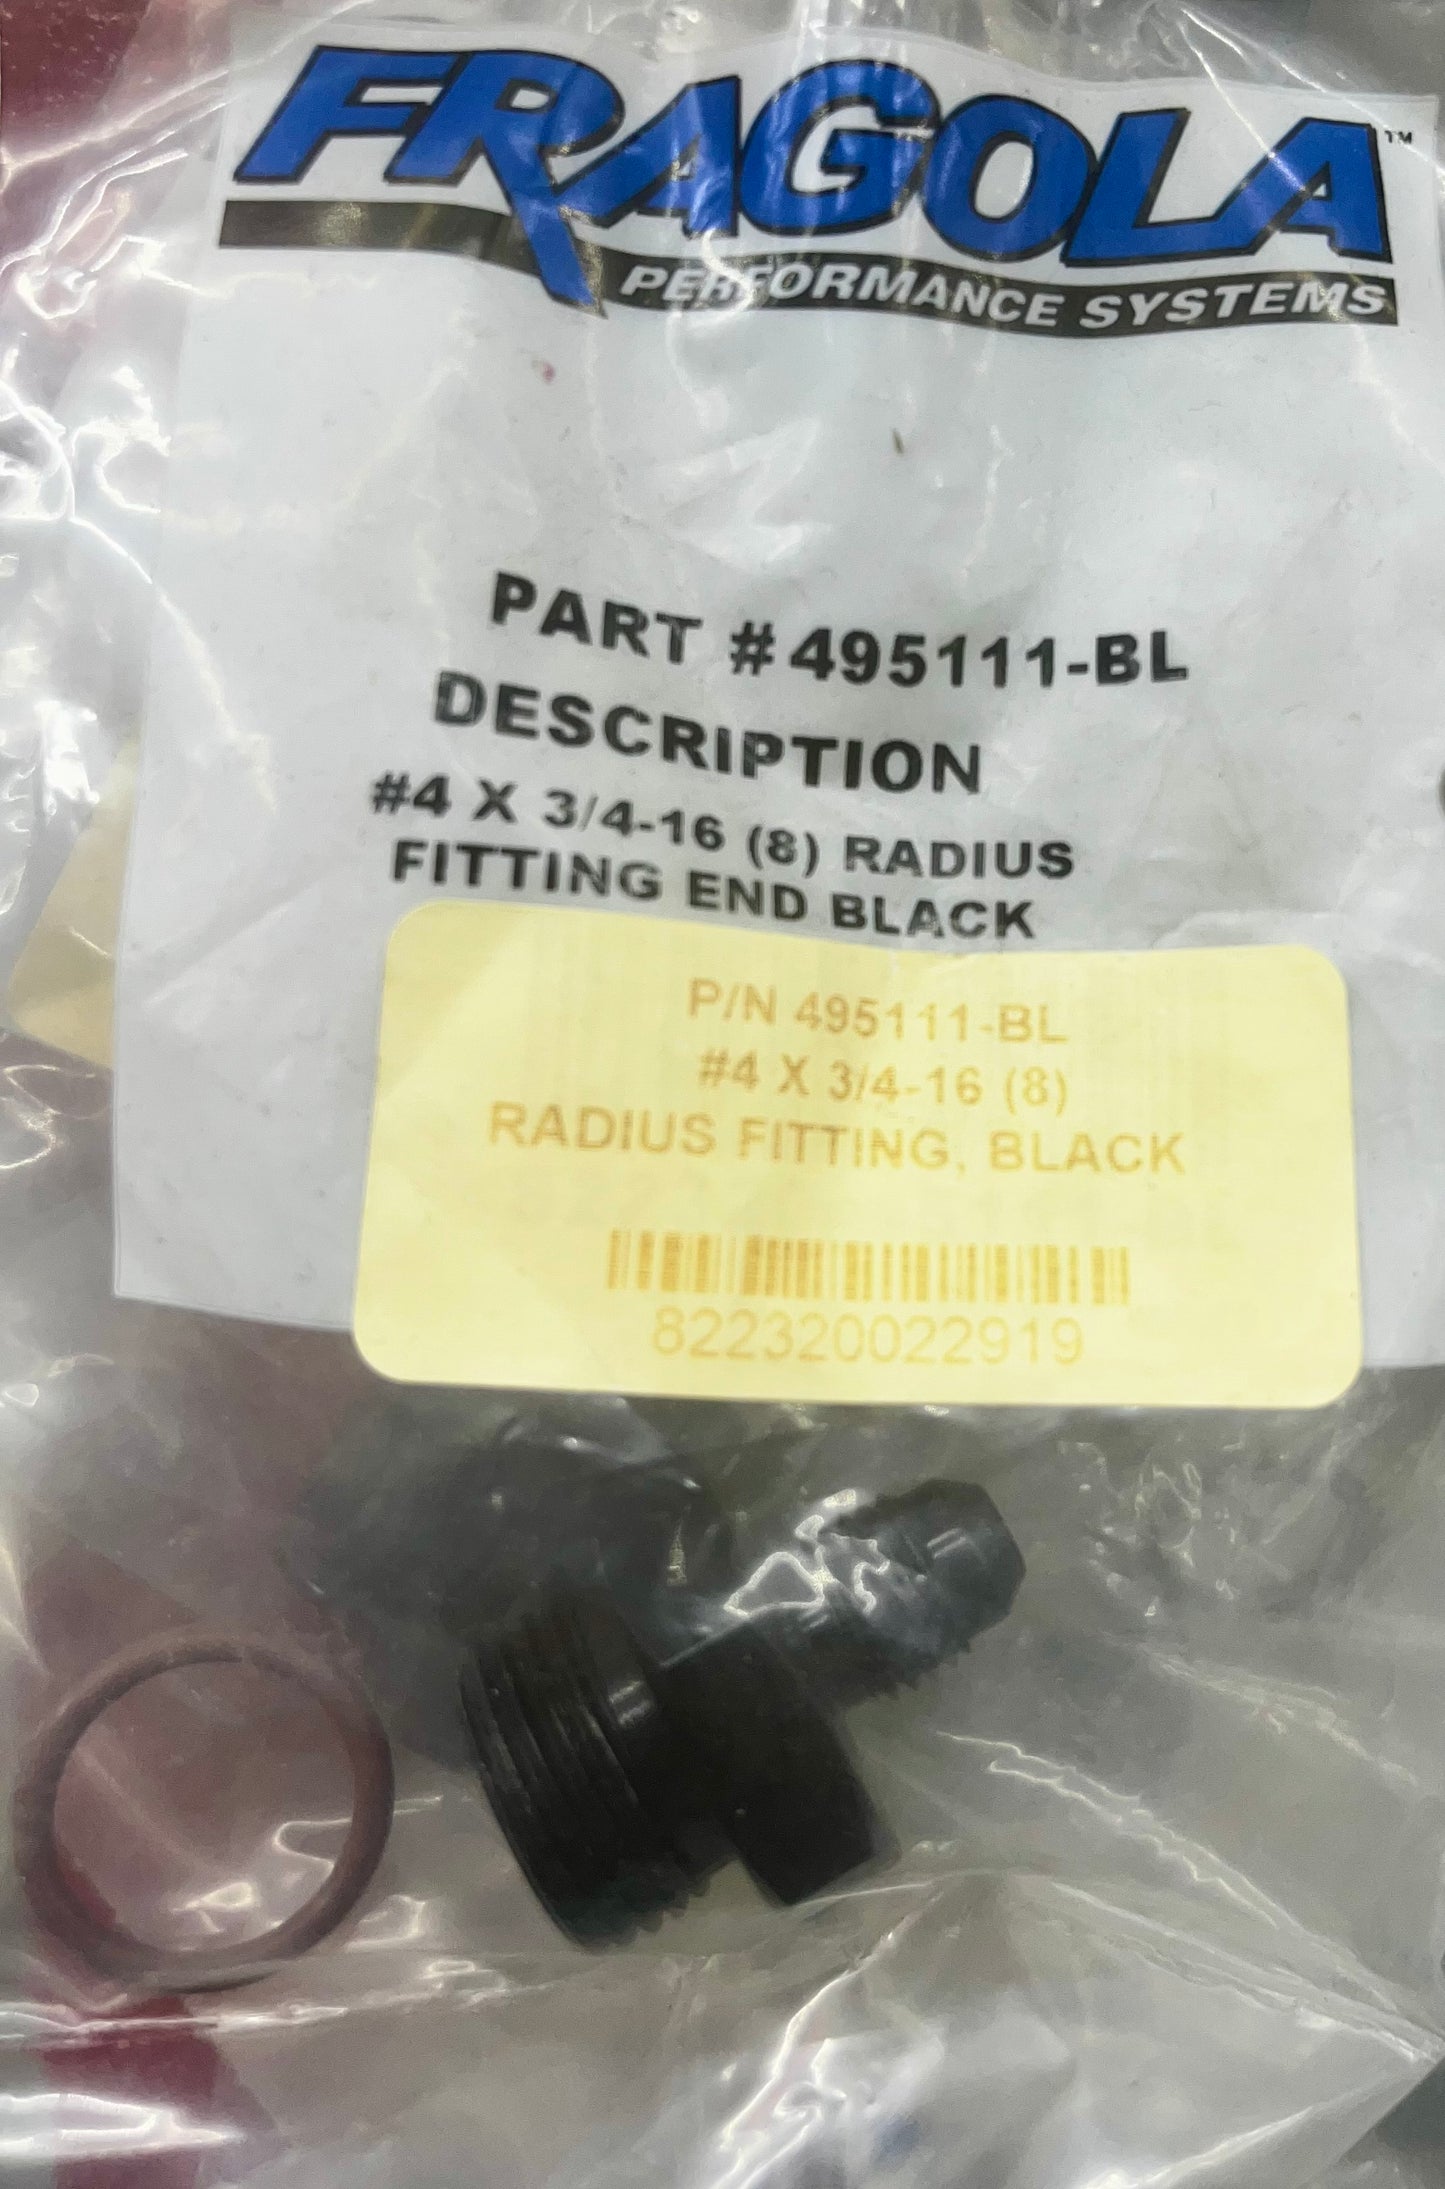 FRAGOLA™
PERFORMANCE SYSTEMS
PART #495111-BL
DESCRIPTION
#4 X 3/4-16 (8) RADIUS
FITTING END BLACK
P/N 495111-BL
#4 X 3/4-16 (8)
RADIUS FITTING, BLACK
822320022919